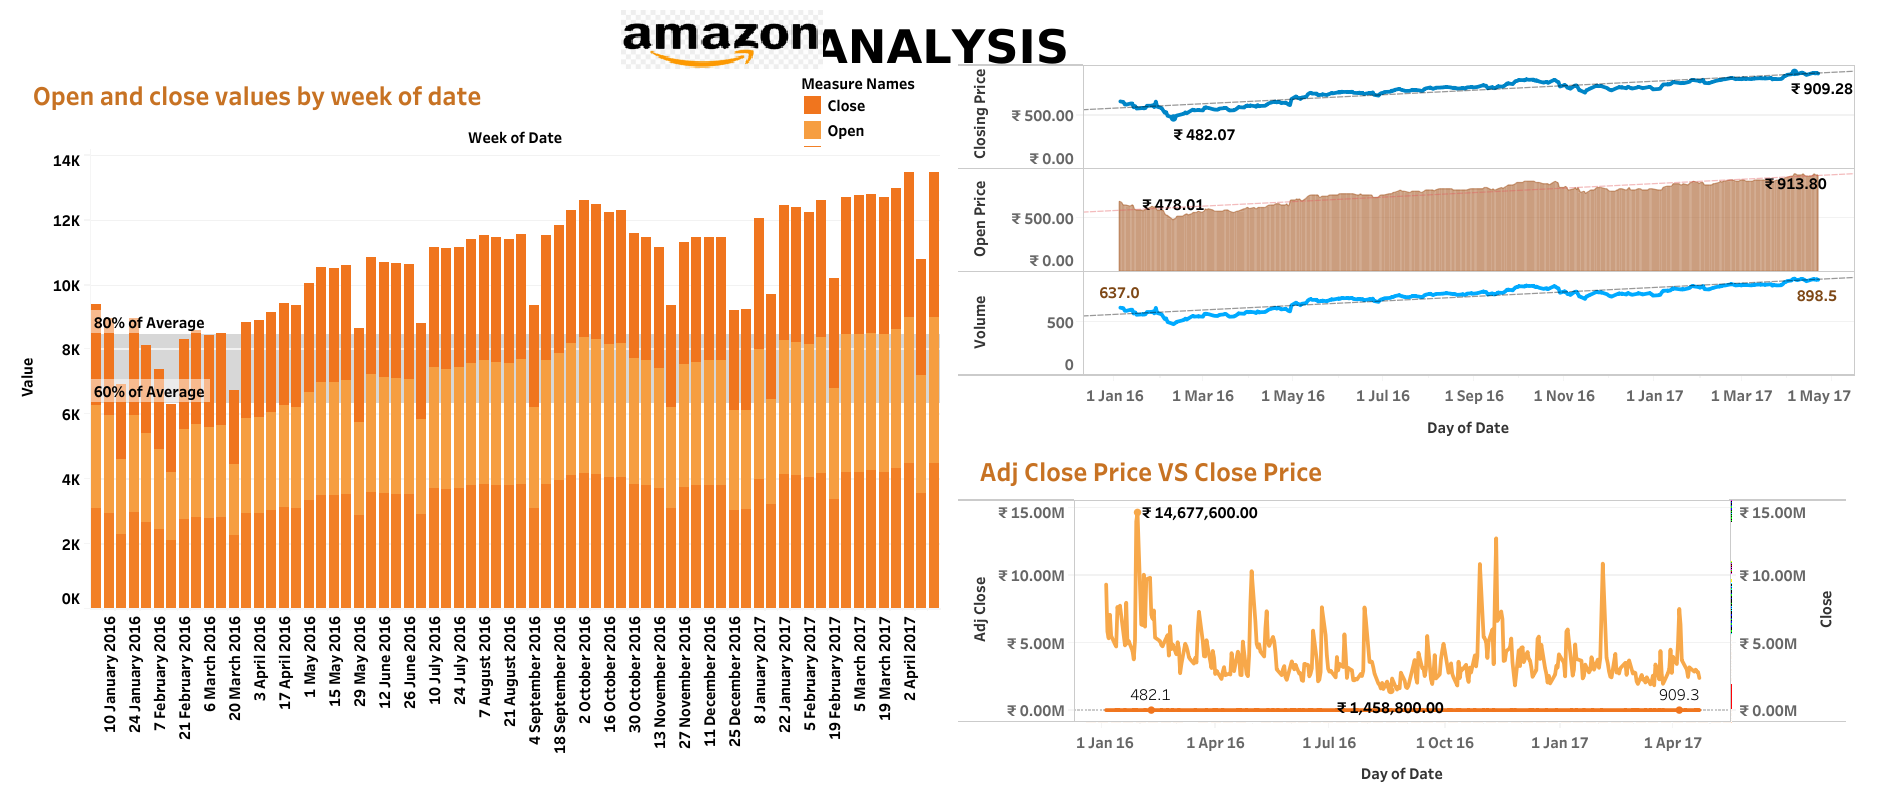 amazon ANALYSIS
Open and close values by week of date
Measure Names
Close
Open
Week of Date
14K
12K
10K
8K
6K
4K
2K
0K
Value
80% of Average
60% of Average
10 January 2016
24 January 2016
7 February 2016
21 February 2016
6 March 2016
20 March 2016
3 April 2016
17 April 2016
1 May 2016
15 May 2016
29 May 2016
12 June 2016
26 June 2016
10 July 2016
24 July 2016
7 August 2016
21 August 2016
4 September 2016
18 September 2016
2 October 2016
16 October 2016
30 October 2016
13 November 2016
27 November 2016
11 December 2016
25 December 2016
8 January 2017
22 January 2017
5 February 2017
19 February 2017
5 March 2017
19 March 2017
2 April 2017
Closing Price
₹ 500.00
₹ 0.00
₹ 482.07
₹ 909.28
Open Price
₹ 500.00
₹ 0.00
₹ 478.01
₹ 913.80
Volume
500
0
637.0
898.5
1 Jan 16
1 Mar 16
1 May 16
1 Jul 16
1 Sep 16
1 Nov 16
1 Jan 17
1 Mar 17
1 May 17
Day of Date
Adj Close Price VS Close Price
Adj Close
₹ 15.00M
₹ 10.00M
₹ 5.00M
₹ 0.00M
₹ 14,677,600.00
482.1
₹ 1,458,800.00
909.3
₹ 15.00M
₹ 10.00M
₹ 5.00M
₹ 0.00M
Close
1 Jan 16
1 Apr 16
1 Jul 16
1 Oct 16
1 Jan 17
1 Apr 17
Day of Date